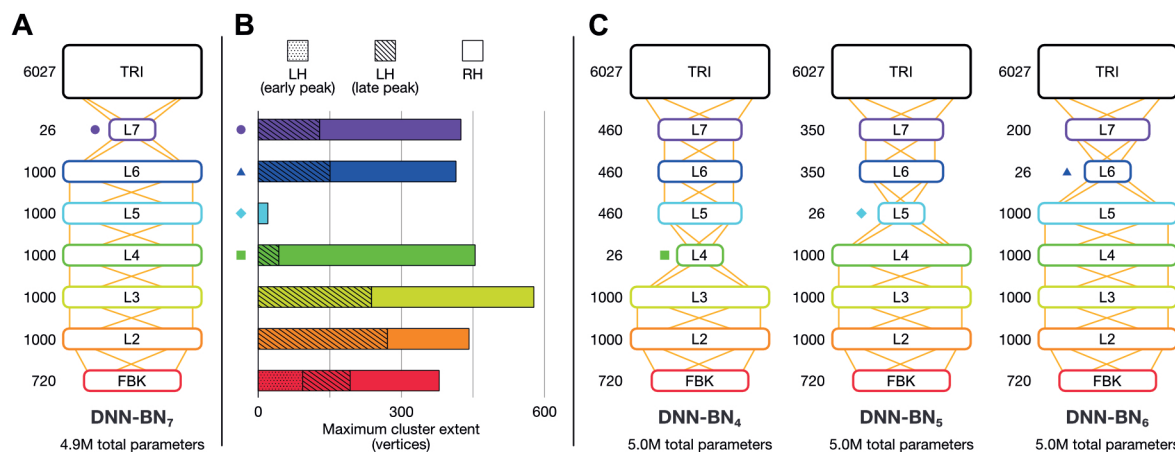 A
6027
TRI
26
L7
1000
L6
1000
L5
1000
L4
1000
L3
1000
L2
720
FBK
DNN-BN₇
4.9M total parameters
B
LH
(early peak)
LH
(late peak)
RH
0
300
600
Maximum cluster extent
(vertices)
C
6027
TRI
460
L7
460
L6
460
L5
26
L4
1000
L3
1000
L2
720
FBK
DNN-BN₄
5.0M total parameters
6027
TRI
350
L7
350
L6
26
L5
1000
L4
1000
L3
1000
L2
720
FBK
DNN-BN₅
5.0M total parameters
6027
TRI
200
L7
26
L6
1000
L5
1000
L4
1000
L3
1000
L2
720
FBK
DNN-BN₆
5.0M total parameters